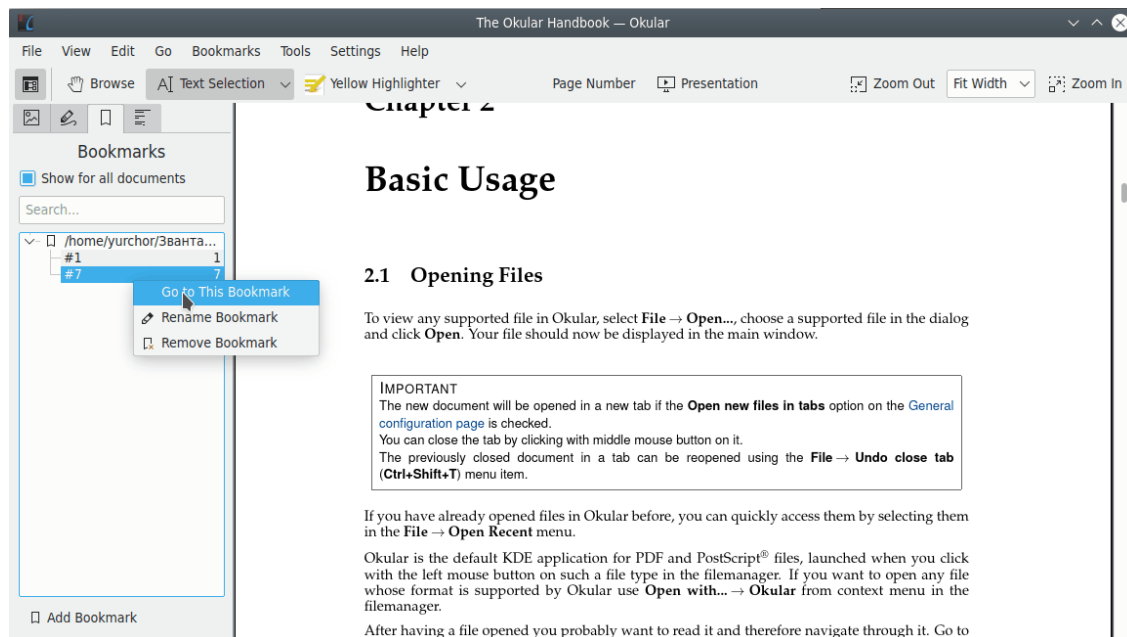 The Okular Handbook — Okular
File View Edit Go Bookmarks Tools Settings Help
Browse Text Selection Yellow Highlighter Page Number Presentation Zoom Out Fit Width Zoom In
Bookmarks
Show for all documents
Search...
/home/yurchor/Званта...
#1 1
#7 7
Go to This Bookmark
Rename Bookmark
Remove Bookmark
Add Bookmark
Chapter 2
Basic Usage
2.1 Opening Files
To view any supported file in Okular, select File → Open..., choose a supported file in the dialog
and click Open. Your file should now be displayed in the main window.
IMPORTANT
The new document will be opened in a new tab if the Open new files in tabs option on the General
configuration page is checked.
You can close the tab by clicking with middle mouse button on it.
The previously closed document in a tab can be reopened using the File → Undo close tab
(Ctrl+Shift+T) menu item.
If you have already opened files in Okular before, you can quickly access them by selecting them
in the File → Open Recent menu.
Okular is the default KDE application for PDF and PostScript® files, launched when you click
with the left mouse button on such a file type in the filemanager. If you want to open any file
whose format is supported by Okular use Open with... → Okular from context menu in the
filemanager.
After having a file opened you probably want to read it and therefore navigate through it. Go to